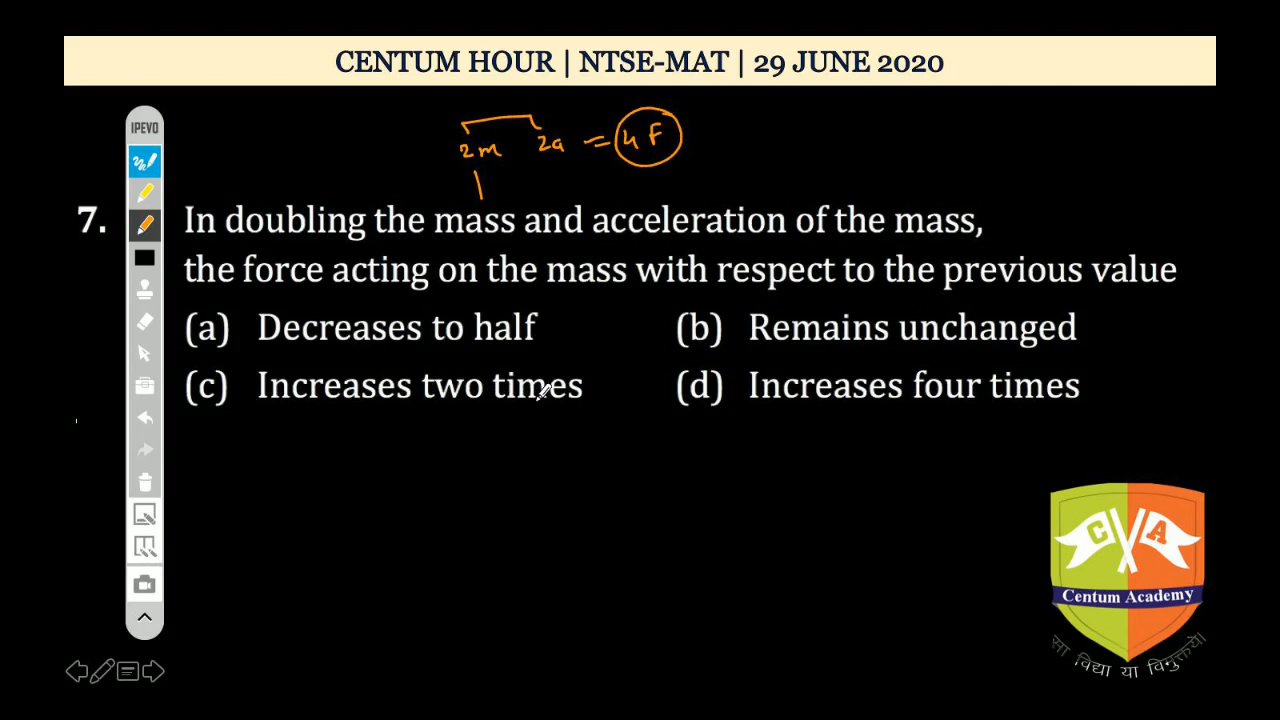 CENTUM HOUR | NTSE-MAT | 29 JUNE 2020
IPEVO
2m 2a = 4F
7. In doubling the mass and acceleration of the mass,
the force acting on the mass with respect to the previous value
(a) Decreases to half (b) Remains unchanged
(c) Increases two times (d) Increases four times
C A
Centum Academy
सा विद्या या विमुक्तये।